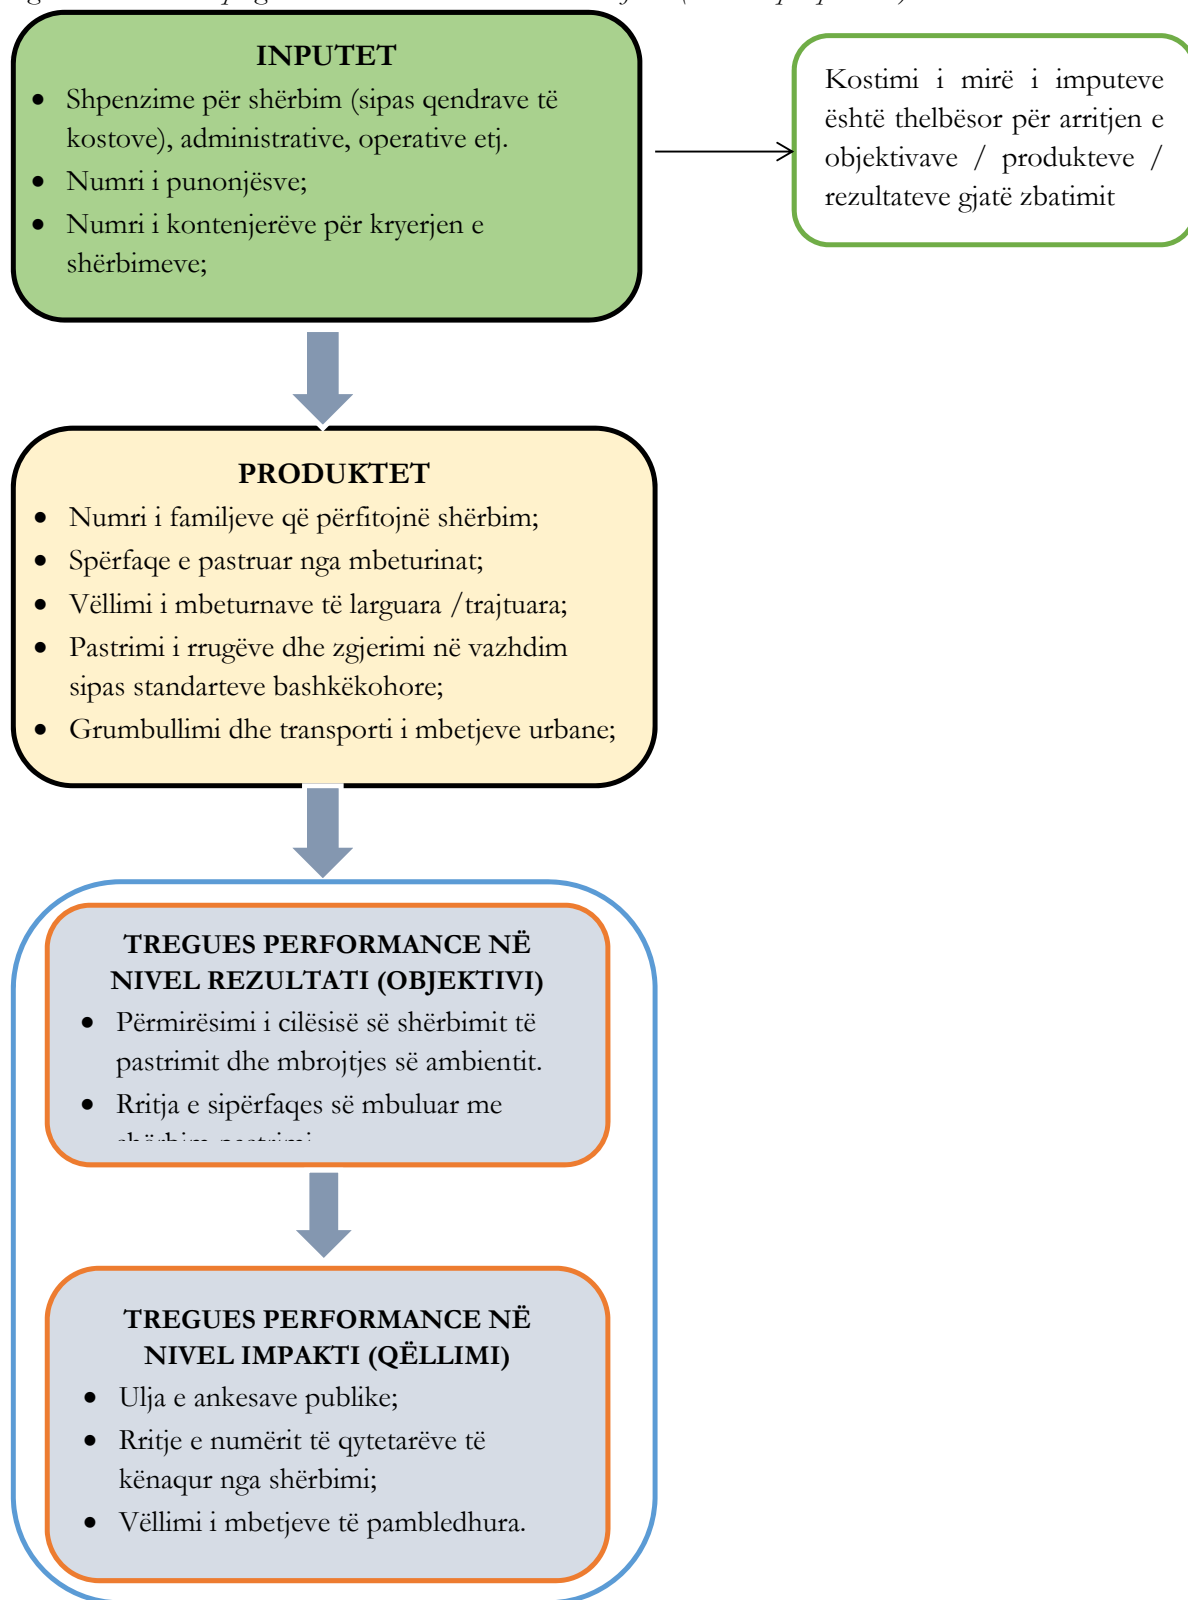 INPUTET
• Shpenzime për shërbim (sipas qendrave të
kostove), administrative, operative etj.
• Numri i punonjësve;
• Numri i kontenjerëve për kryerjen e
shërbimeve;
Kostimi i mirë i imputeve
është thelbësor për arritjen e
objektivave / produkteve /
rezultateve gjatë zbatimit
PRODUKTET
• Numri i familjeve që përfitojnë shërbim;
• Spërfaqe e pastruar nga mbeturinat;
• Vëllimi i mbeturnave të larguara /trajtuara;
• Pastrimi i rrugëve dhe zgjerimi në vazhdim
sipas standarteve bashkëkohore;
• Grumbullimi dhe transporti i mbetjeve urbane;
TREGUES PERFORMANCE NË
NIVEL REZULTATI (OBJEKTIVI)
• Përmirësimi i cilësisë së shërbimit të
pastrimit dhe mbrojtjes së ambientit.
• Rritja e sipërfaqes së mbuluar me
shërbim pastrimi
TREGUES PERFORMANCE NË
NIVEL IMPAKTI (QËLLIMI)
• Ulja e ankesave publike;
• Rritje e numërit të qytetarëve të
kënaqur nga shërbimi;
• Vëllimi i mbetjeve të pambledhura.